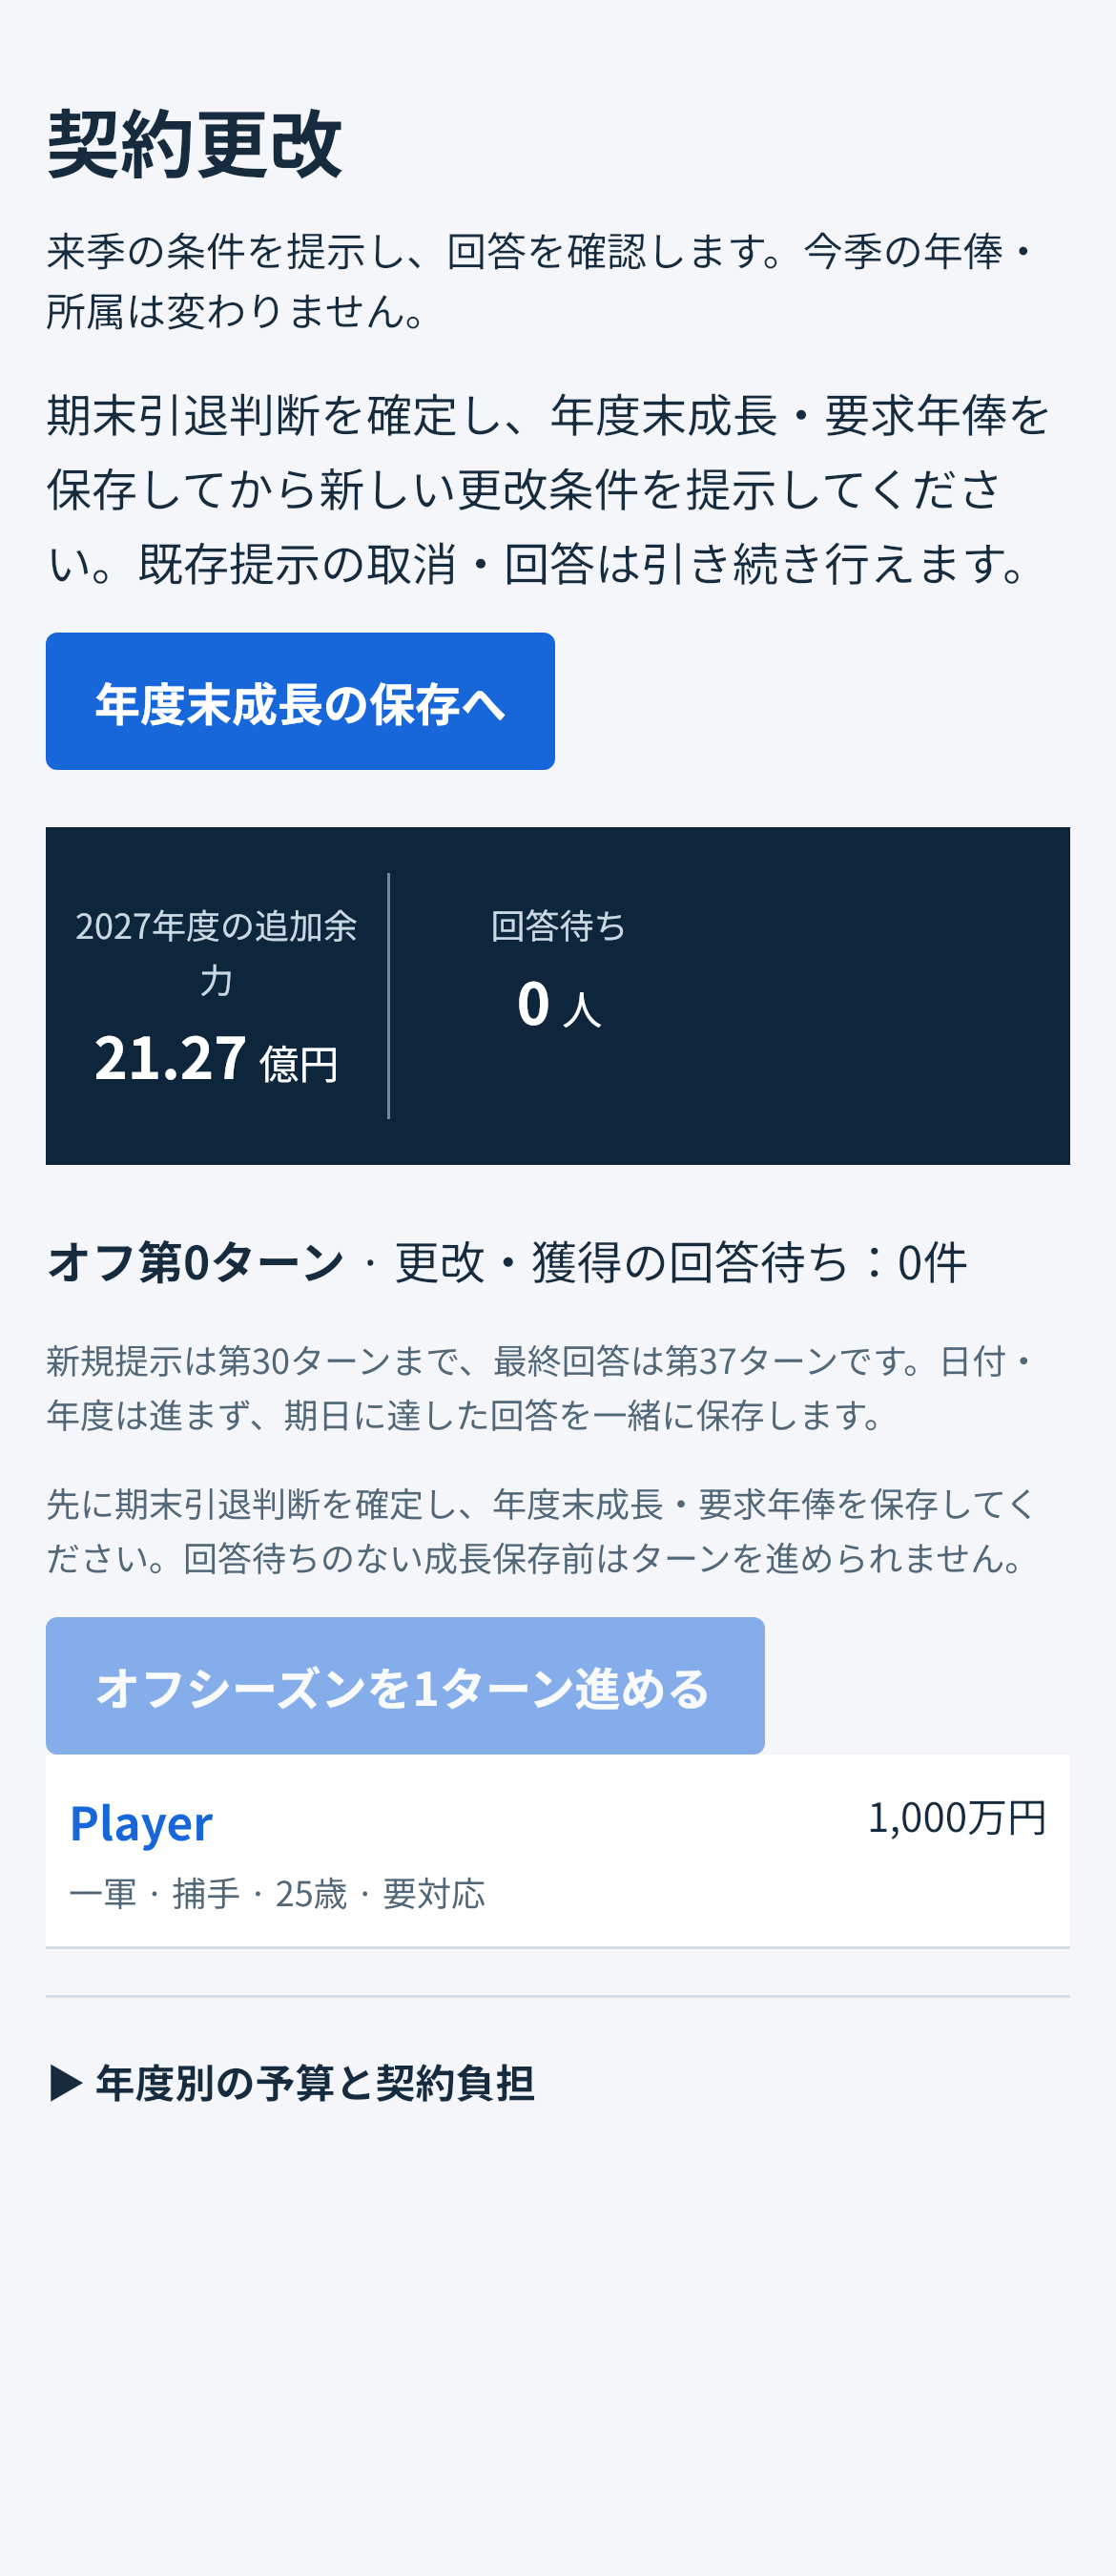 契約更改
来季の条件を提示し、回答を確認します。今季の年俸・
所属は変わりません。
期末引退判断を確定し、年度末成長・要求年俸を
保存してから新しい更改条件を提示してくださ
い。既存提示の取消・回答は引き続き行えます。
年度末成長の保存へ
2027年度の追加余
力
21.27 億円
回答待ち
0 人
オフ第0ターン · 更改・獲得の回答待ち：0件
新規提示は第30ターンまで、最終回答は第37ターンです。日付・
年度は進まず、期日に達した回答を一緒に保存します。
先に期末引退判断を確定し、年度末成長・要求年俸を保存してく
ださい。回答待ちのない成長保存前はターンを進められません。
オフシーズンを1ターン進める
Player
1,000万円
一軍 · 捕手 · 25歳 · 要対応
▶ 年度別の予算と契約負担